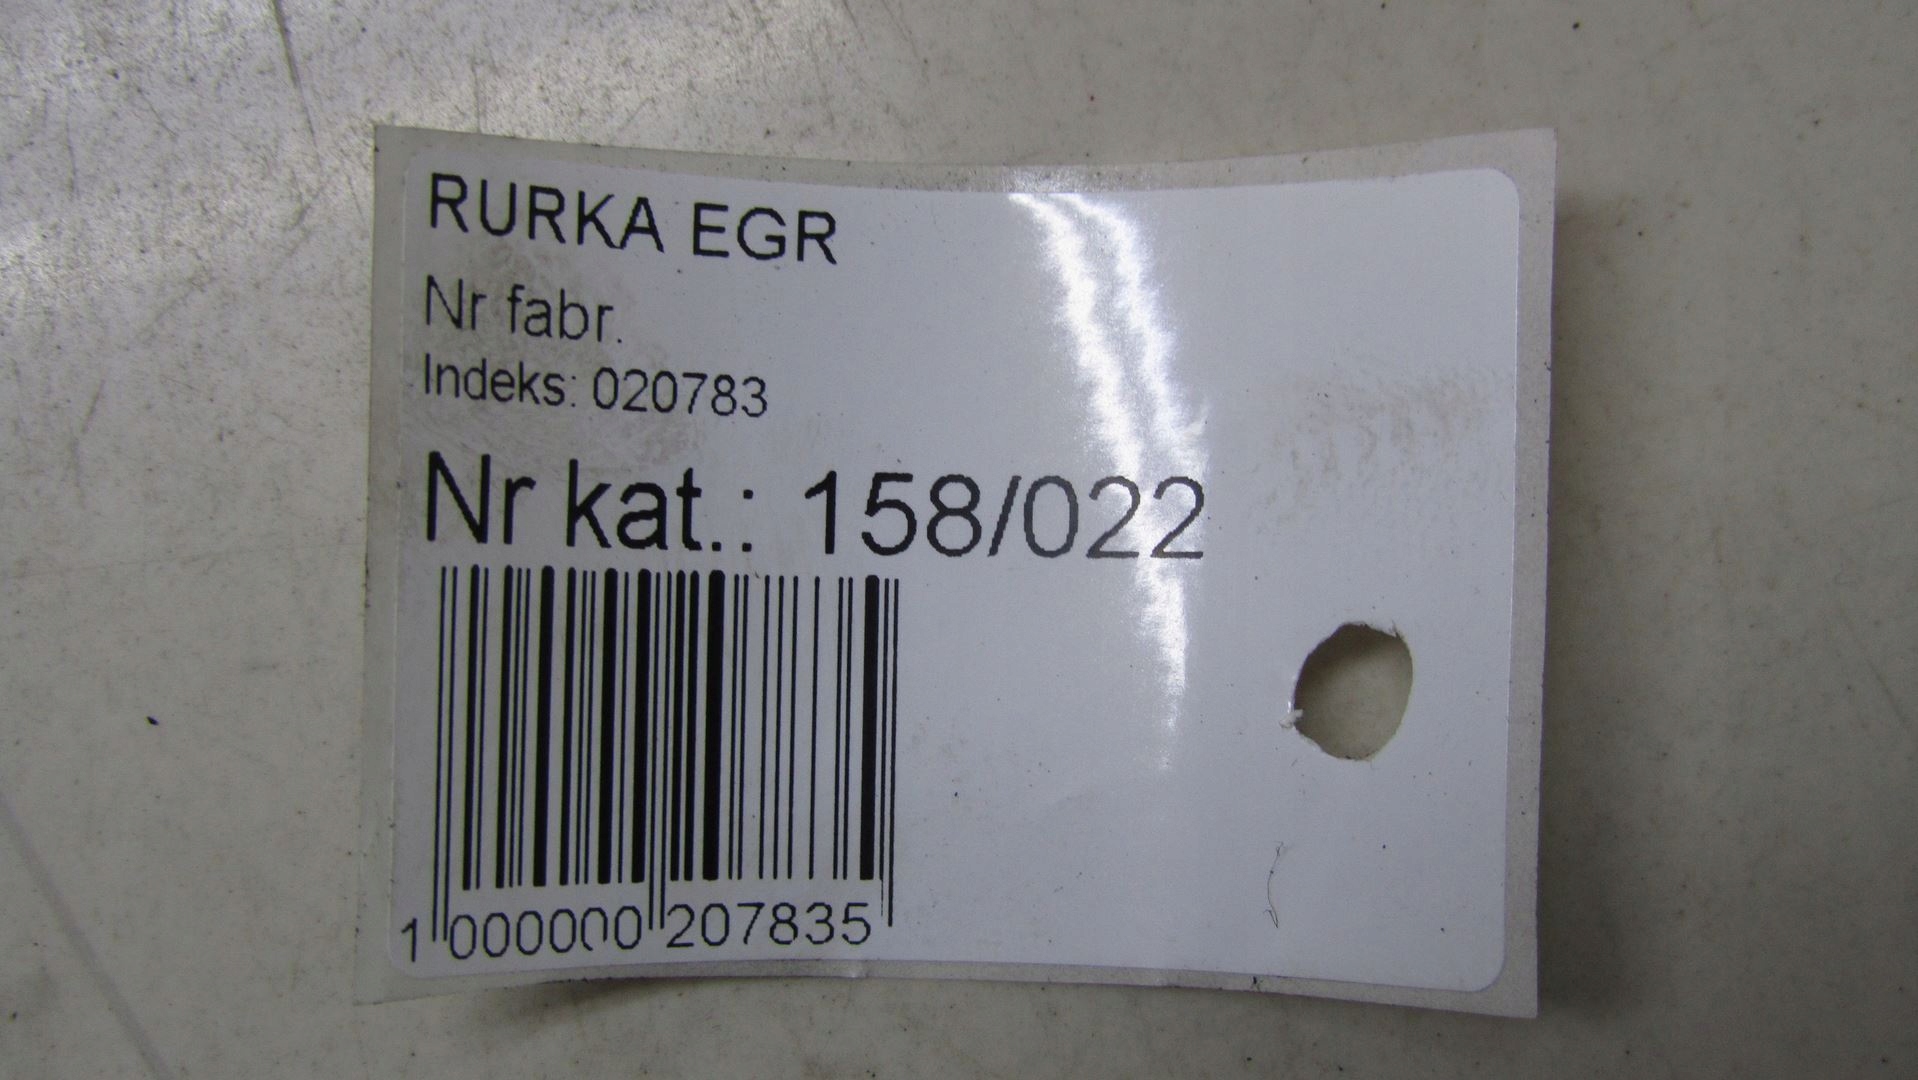 RURKA EGR
Nr fabr.
Indeks: 020783
Nr kat.: 158/022
1 000000 207835